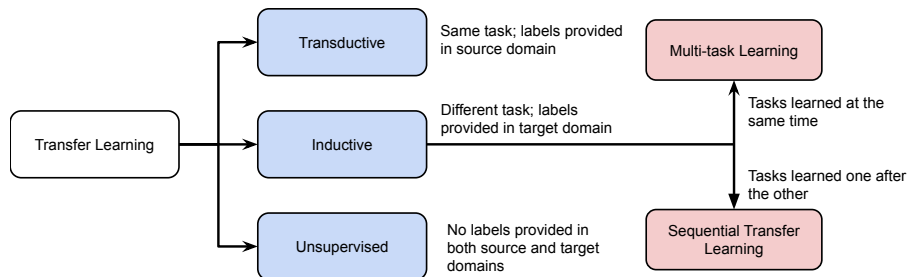 Transfer Learning
Transductive
Same task; labels provided
in source domain
Inductive
Different task; labels
provided in target domain
Unsupervised
No labels provided in
both source and target
domains
Multi-task Learning
Tasks learned at the
same time
Tasks learned one after
the other
Sequential Transfer
Learning